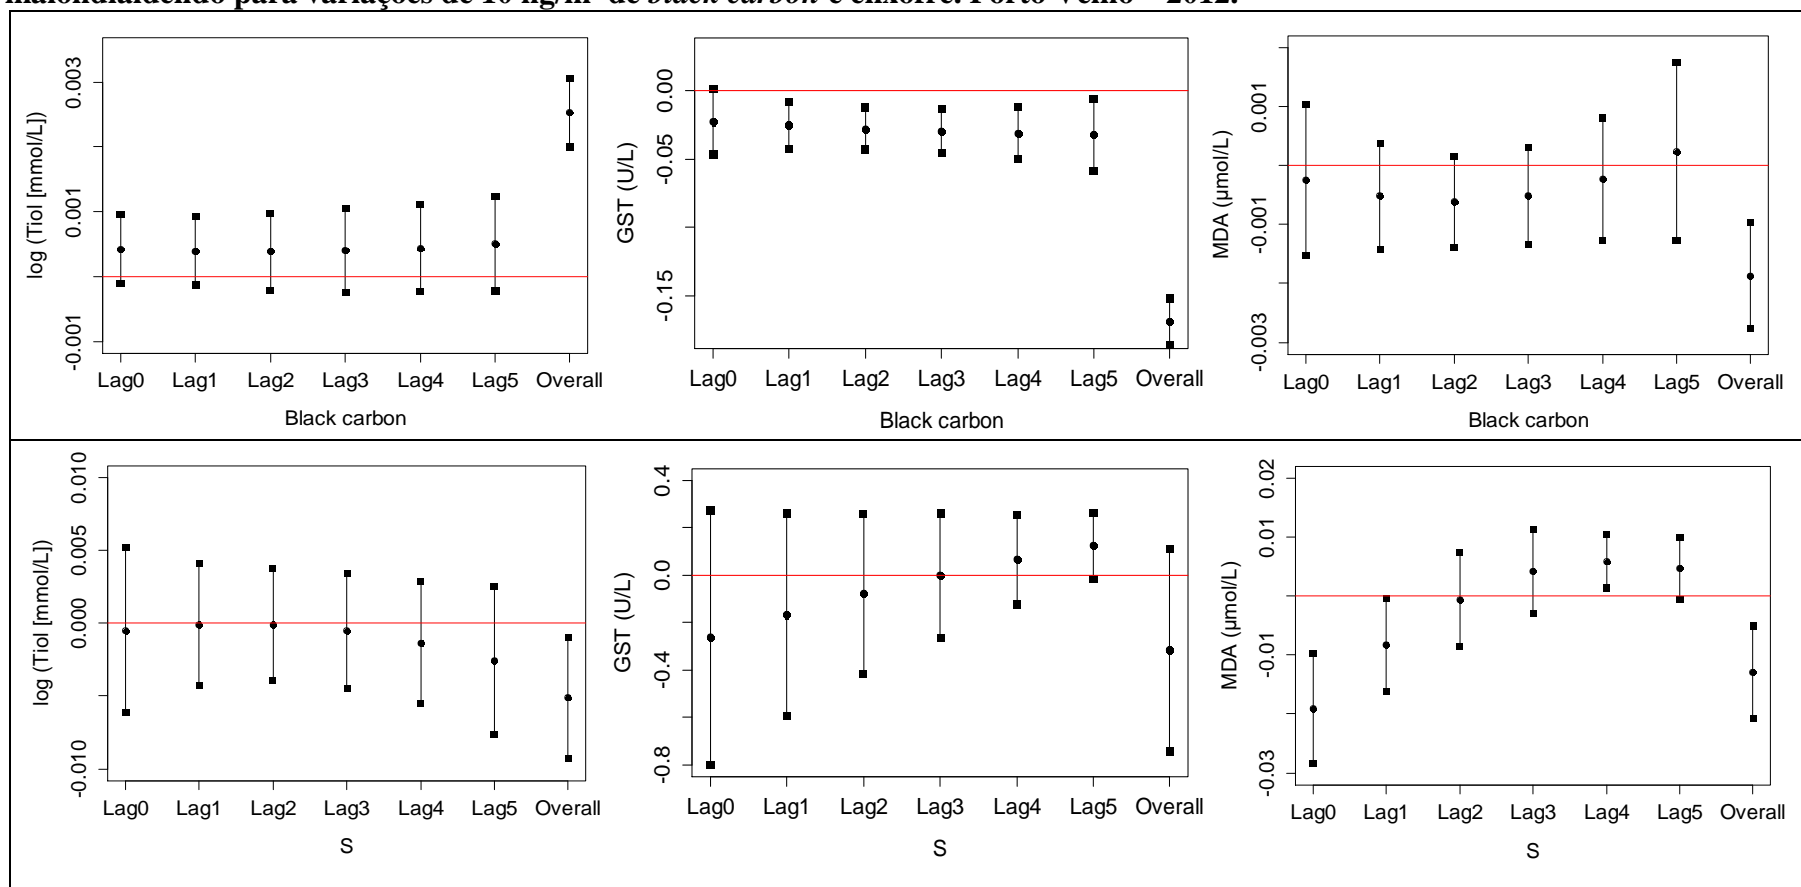 malondialdeído para variações de 10 ng/m³ de black carbon e enxofre. Porto Velho – 2012.
log (Tiol [mmol/L])
0.003
0.001
-0.001
Lag0 Lag1 Lag2 Lag3 Lag4 Lag5 Overall
Black carbon
GST (U/L)
0.00
-0.05
-0.15
Lag0 Lag1 Lag2 Lag3 Lag4 Lag5 Overall
Black carbon
MDA (µmol/L)
0.001
-0.001
-0.003
Lag0 Lag1 Lag2 Lag3 Lag4 Lag5 Overall
Black carbon
log (Tiol [mmol/L])
0.010
0.005
0.000
-0.010
Lag0 Lag1 Lag2 Lag3 Lag4 Lag5 Overall
S
GST (U/L)
0.4
0.0
-0.4
-0.8
Lag0 Lag1 Lag2 Lag3 Lag4 Lag5 Overall
S
MDA (µmol/L)
0.02
0.01
-0.01
-0.03
Lag0 Lag1 Lag2 Lag3 Lag4 Lag5 Overall
S